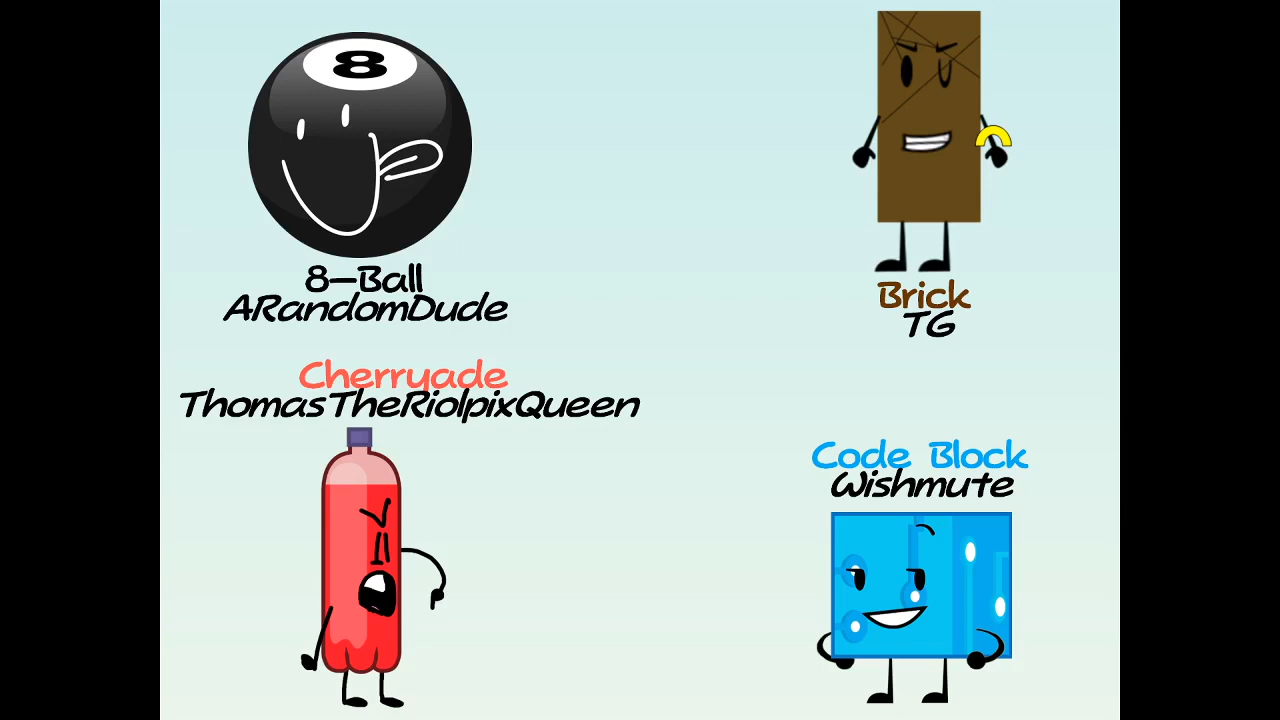 8
8-Ball
ARandomDude
Brick
TG
Cherryade
ThomasTheRiolpixQueen
Code Block
Wishmute